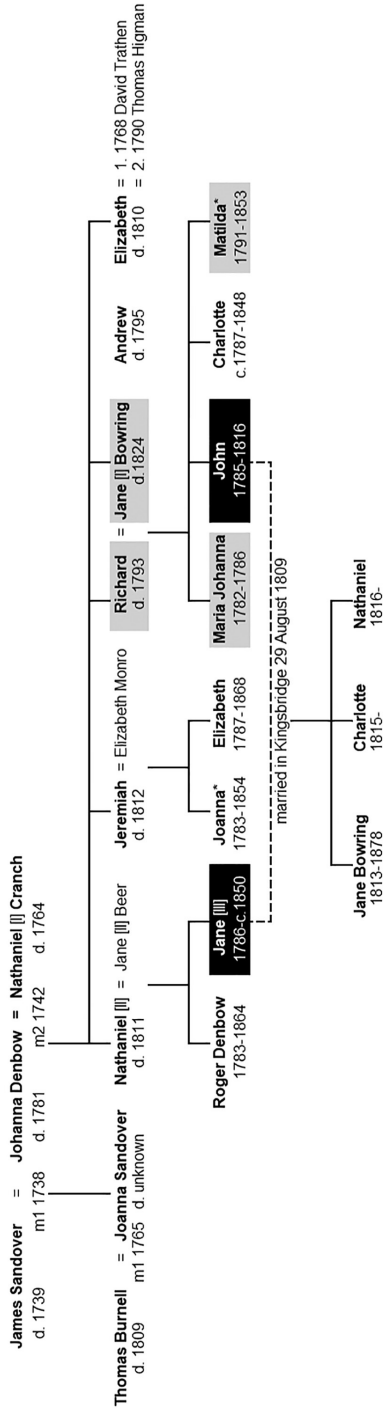 James Sandover = Johanna Denbow = Nathaniel [I] Cranch
d. 1739 m1 1738 d. 1781 m2 1742 d. 1764
Thomas Burnell = Joanna Sandover Nathaniel [II] = Jane [II] Beer Jeremiah = Elizabeth Monro Richard = Jane [I] Bowring Andrew Elizabeth = 1. 1768 David Trathen
d. 1809 m1 1765 d. unknown d. 1811 d. 1812 d. 1793 d.1824 d. 1795 d. 1810 = 2. 1790 Thomas Higman
Roger Denbow Jane [III] Joanna* Elizabeth Maria Johanna John Charlotte Matilda*
1783-1864 1786-c.1850 1783-1854 1787-1868 1782-1786 1785-1816 c.1787-1848 1791-1853
married in Kingsbridge 29 August 1809
Jane Bowring Charlotte Nathaniel
1813-1878 1815- 1816-